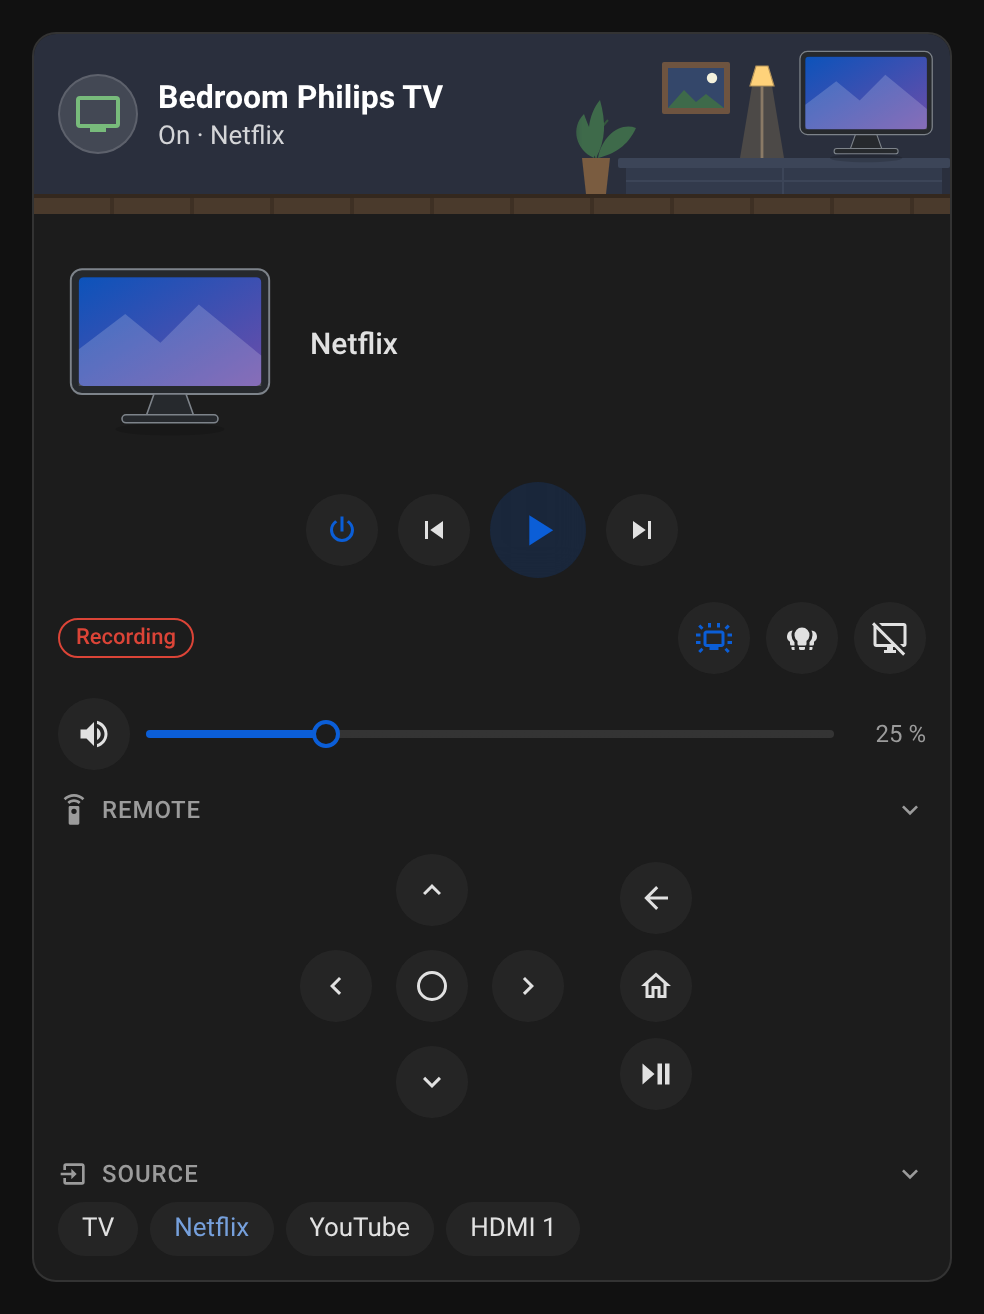 Bedroom Philips TV
On · Netflix
Netflix
Recording
25 %
REMOTE
SOURCE
TV
Netflix
YouTube
HDMI 1